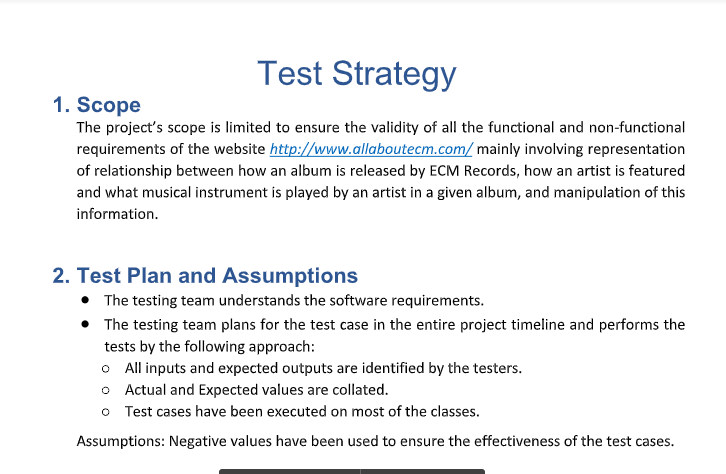 Test Strategy
1. Scope
The project's scope is limited to ensure the validity of all the functional and non-functional
requirements of the website http://www.allaboutecm.com/ mainly involving representation
of relationship between how an album is released by ECM Records, how an artist is featured
and what musical instrument is played by an artist in a given album, and manipulation of this
information.
2. Test Plan and Assumptions
● The testing team understands the software requirements.
● The testing team plans for the test case in the entire project timeline and performs the
tests by the following approach:
○ All inputs and expected outputs are identified by the testers.
○ Actual and Expected values are collated.
○ Test cases have been executed on most of the classes.
Assumptions: Negative values have been used to ensure the effectiveness of the test cases.